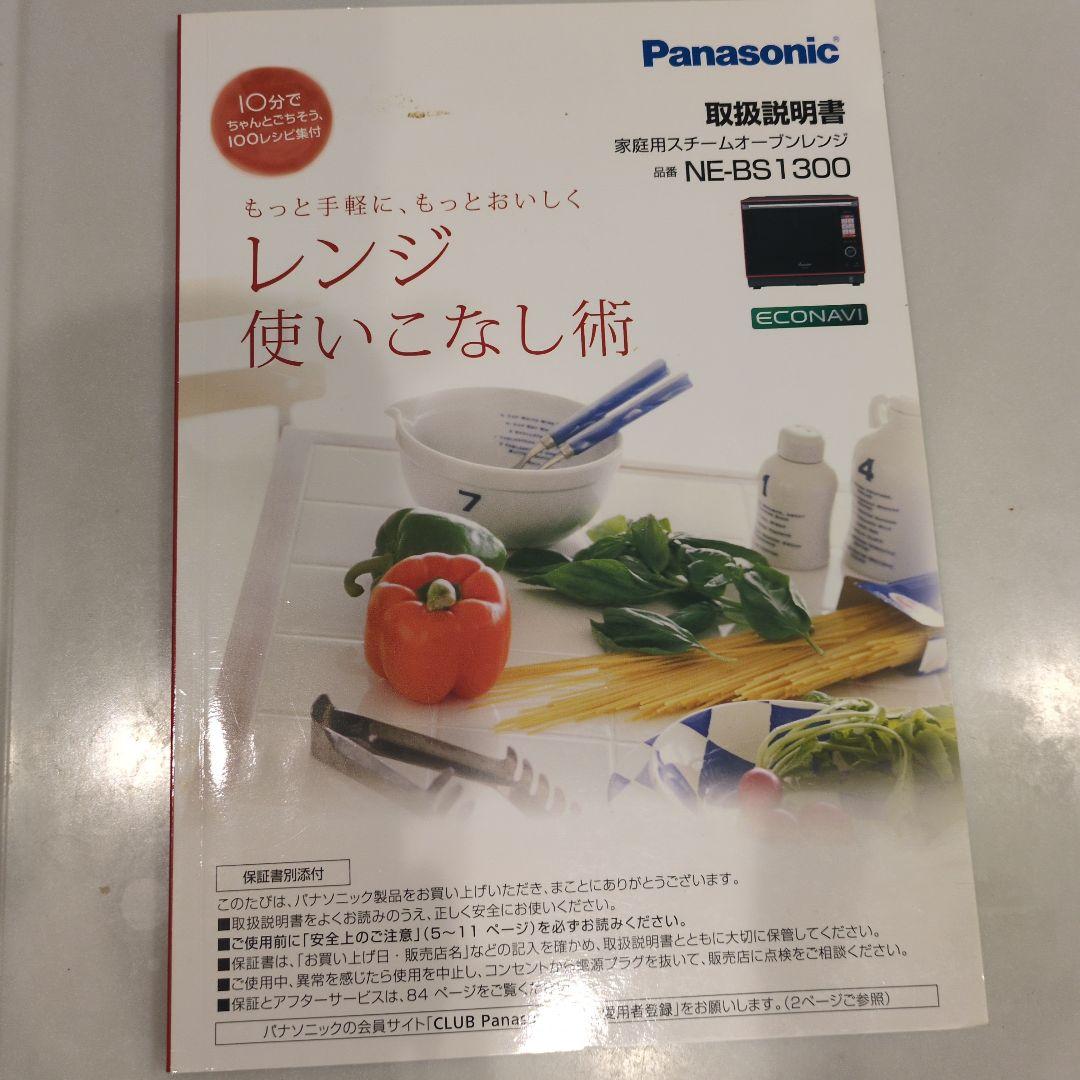 Panasonic®
10分で
ちゃんとごちそう、
100レシピ集付
取扱説明書
家庭用スチームオーブンレンジ
品番 NE-BS1300
もっと手軽に、もっとおいしく
レンジ
使いこなし術
ECONAVI
7
1
4
保証書別添付
このたびは、パナソニック製品をお買い上げいただき、まことにありがとうございます。
■取扱説明書をよくお読みのうえ、正しく安全にお使いください。
■ご使用前に「安全上のご注意」(5～11 ページ)を必ずお読みください。
■保証書は、「お買い上げ日・販売店名」などの記入を確かめ、取扱説明書とともに大切に保管してください。
■ご使用中、異常を感じたら使用を中止し、コンセントから電源プラグを抜いて、販売店に点検をご相談ください。
■保証とアフターサービスは、84 ページをご覧くだ
パナソニックの会員サイト「CLUB Panas 愛用者登録」をお願いします。(2ページご参照)